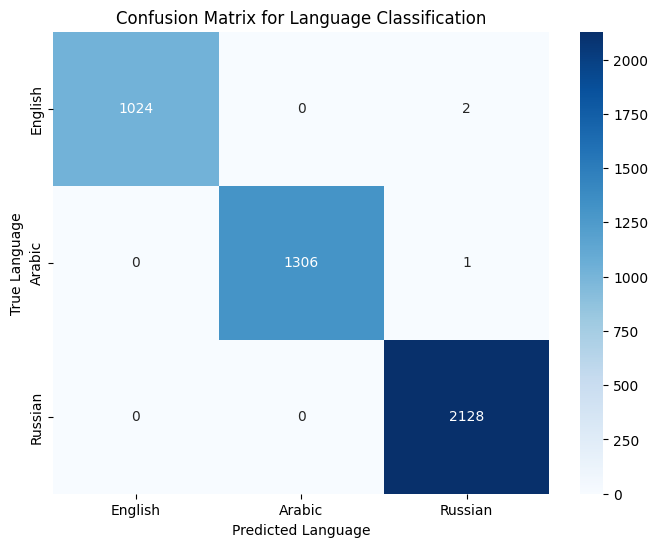 Confusion Matrix for Language Classification
English 1024 0 2
Arabic 0 1306 1
Russian 0 0 2128
English Arabic Russian
Predicted Language
True Language
2000
1750
1500
1250
1000
750
500
250
0